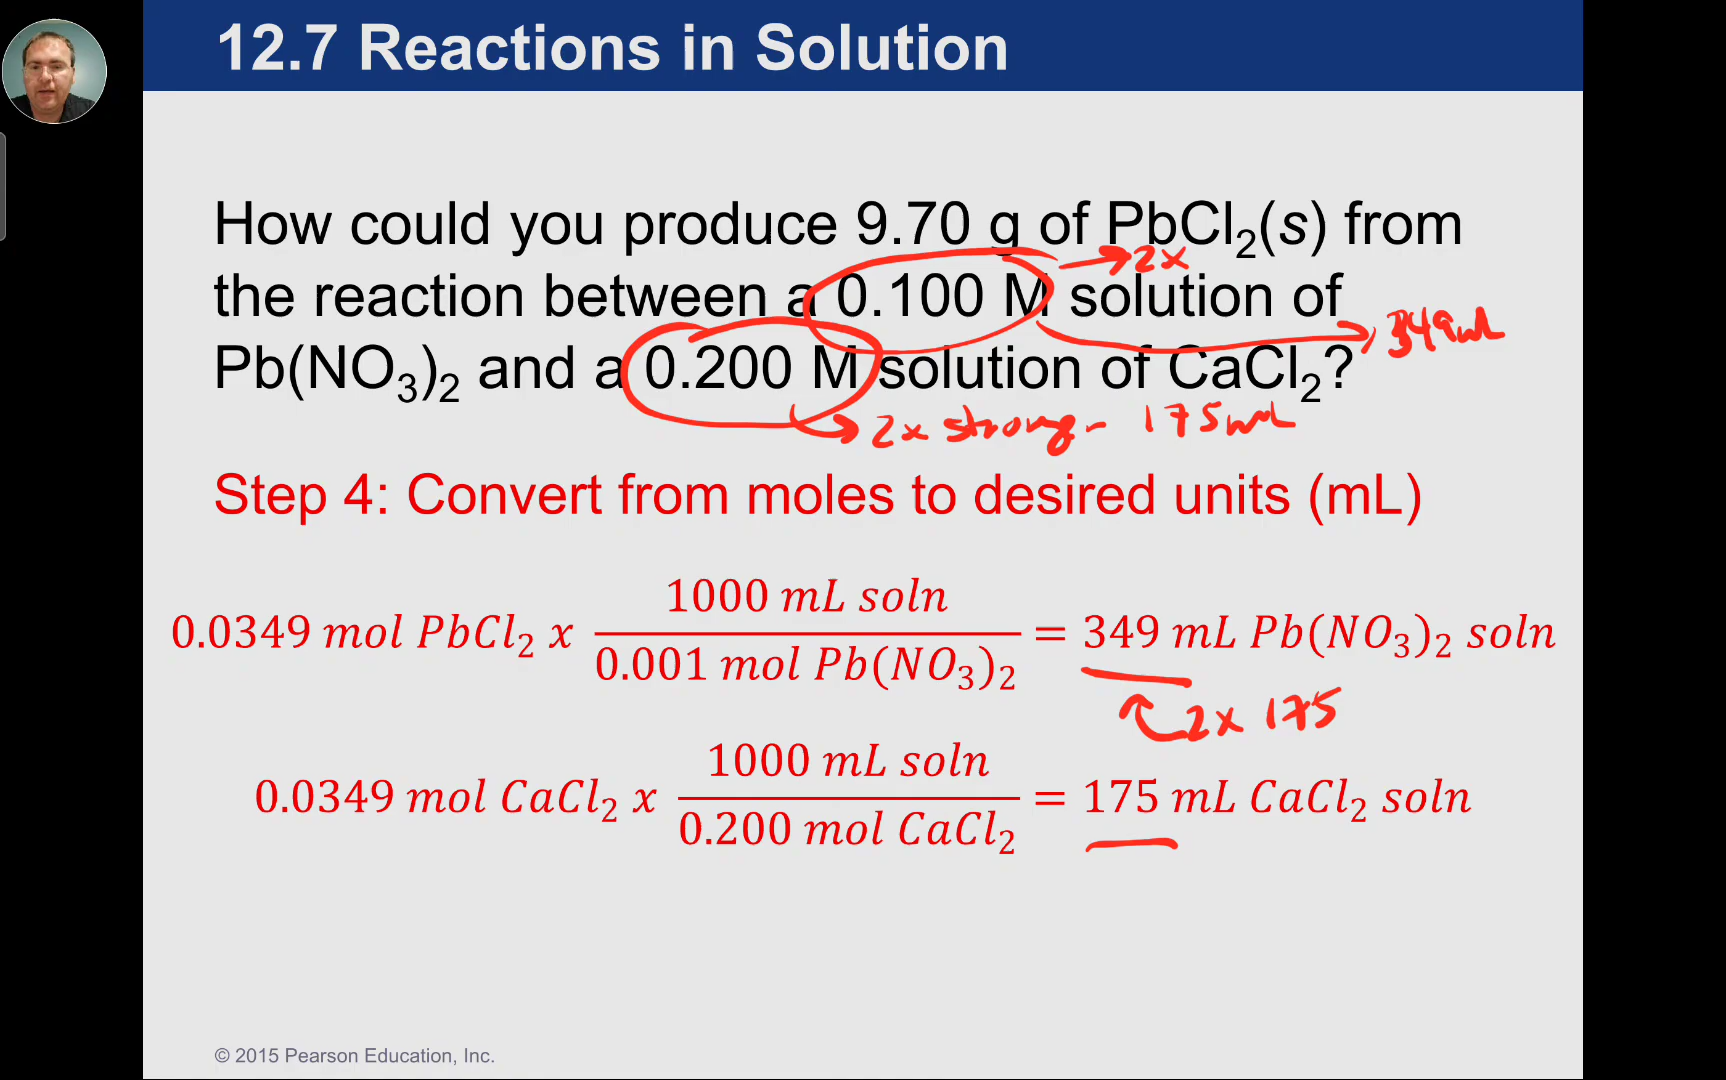 12.7 Reactions in Solution
How could you produce 9.70 g of PbCl₂(s) from
2x
the reaction between a 0.100 M solution of
349mL
Pb(NO₃)₂ and a 0.200 M solution of CaCl₂?
2x strong - 175mL
Step 4: Convert from moles to desired units (mL)
0.0349 mol PbCl₂ x 1000 mL soln / 0.001 mol Pb(NO₃)₂ = 349 mL Pb(NO₃)₂ soln
2x 175
0.0349 mol CaCl₂ x 1000 mL soln / 0.200 mol CaCl₂ = 175 mL CaCl₂ soln
© 2015 Pearson Education, Inc.